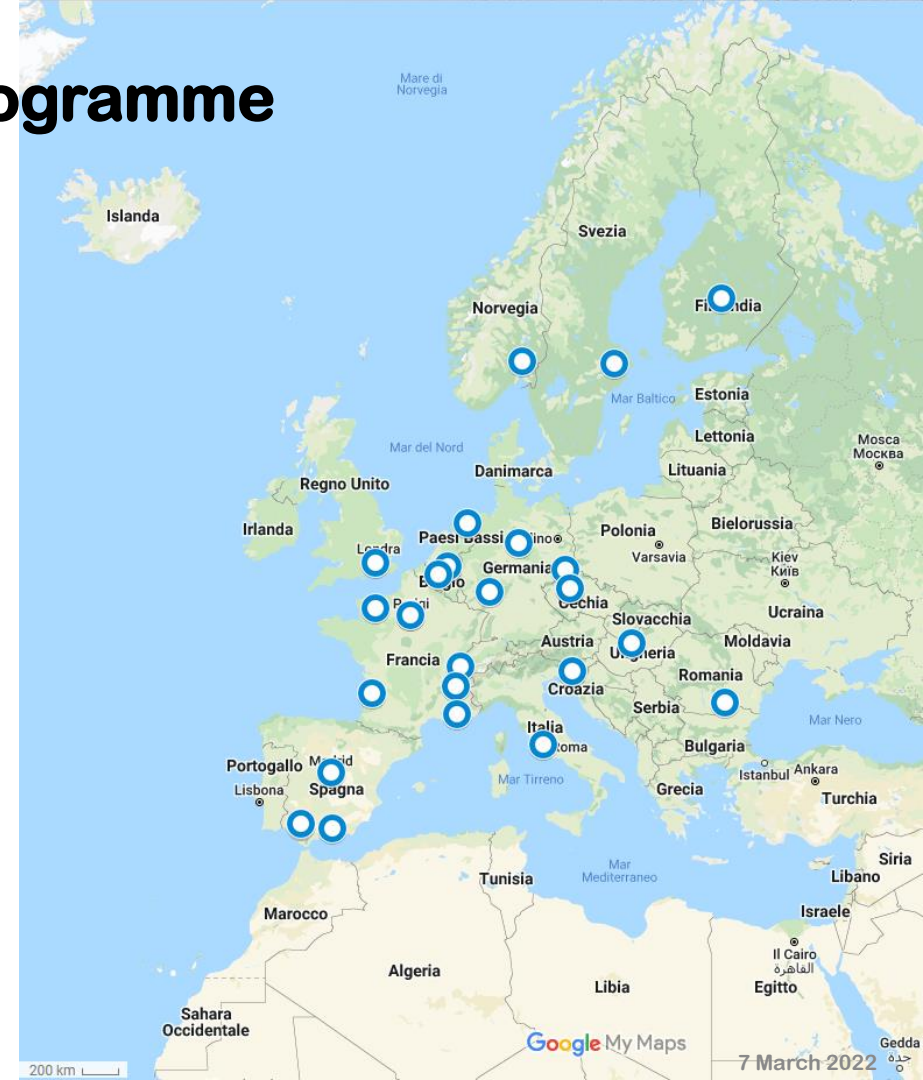 ogramme
Mare di
Norvegia
Islanda
Svezia
Norvegia
Mar Baltico
Estonia
Mar del Nord
Lettonia
Mosca
Москва
Danimarca
Lituania
Regno Unito
Irlanda
Paesi Bassi
Polonia
Bielorussia
Varsavia
Germania
Kiev
Київ
Slovacchia
Ucraina
Austria
Moldavia
Francia
Romania
Croazia
Serbia
Mar Nero
Italia
Bulgaria
Portogallo
Mar Tirreno
Istanbul
Ankara
Lisbona
Spagna
Grecia
Turchia
Siria
Mar
Mediterraneo
Tunisia
Libano
Marocco
Israele
Il Cairo
القاهرة
Algeria
Libia
Egitto
Sahara
Occidentale
Google My Maps
Gedda
جدة
200 km
7 March 2022